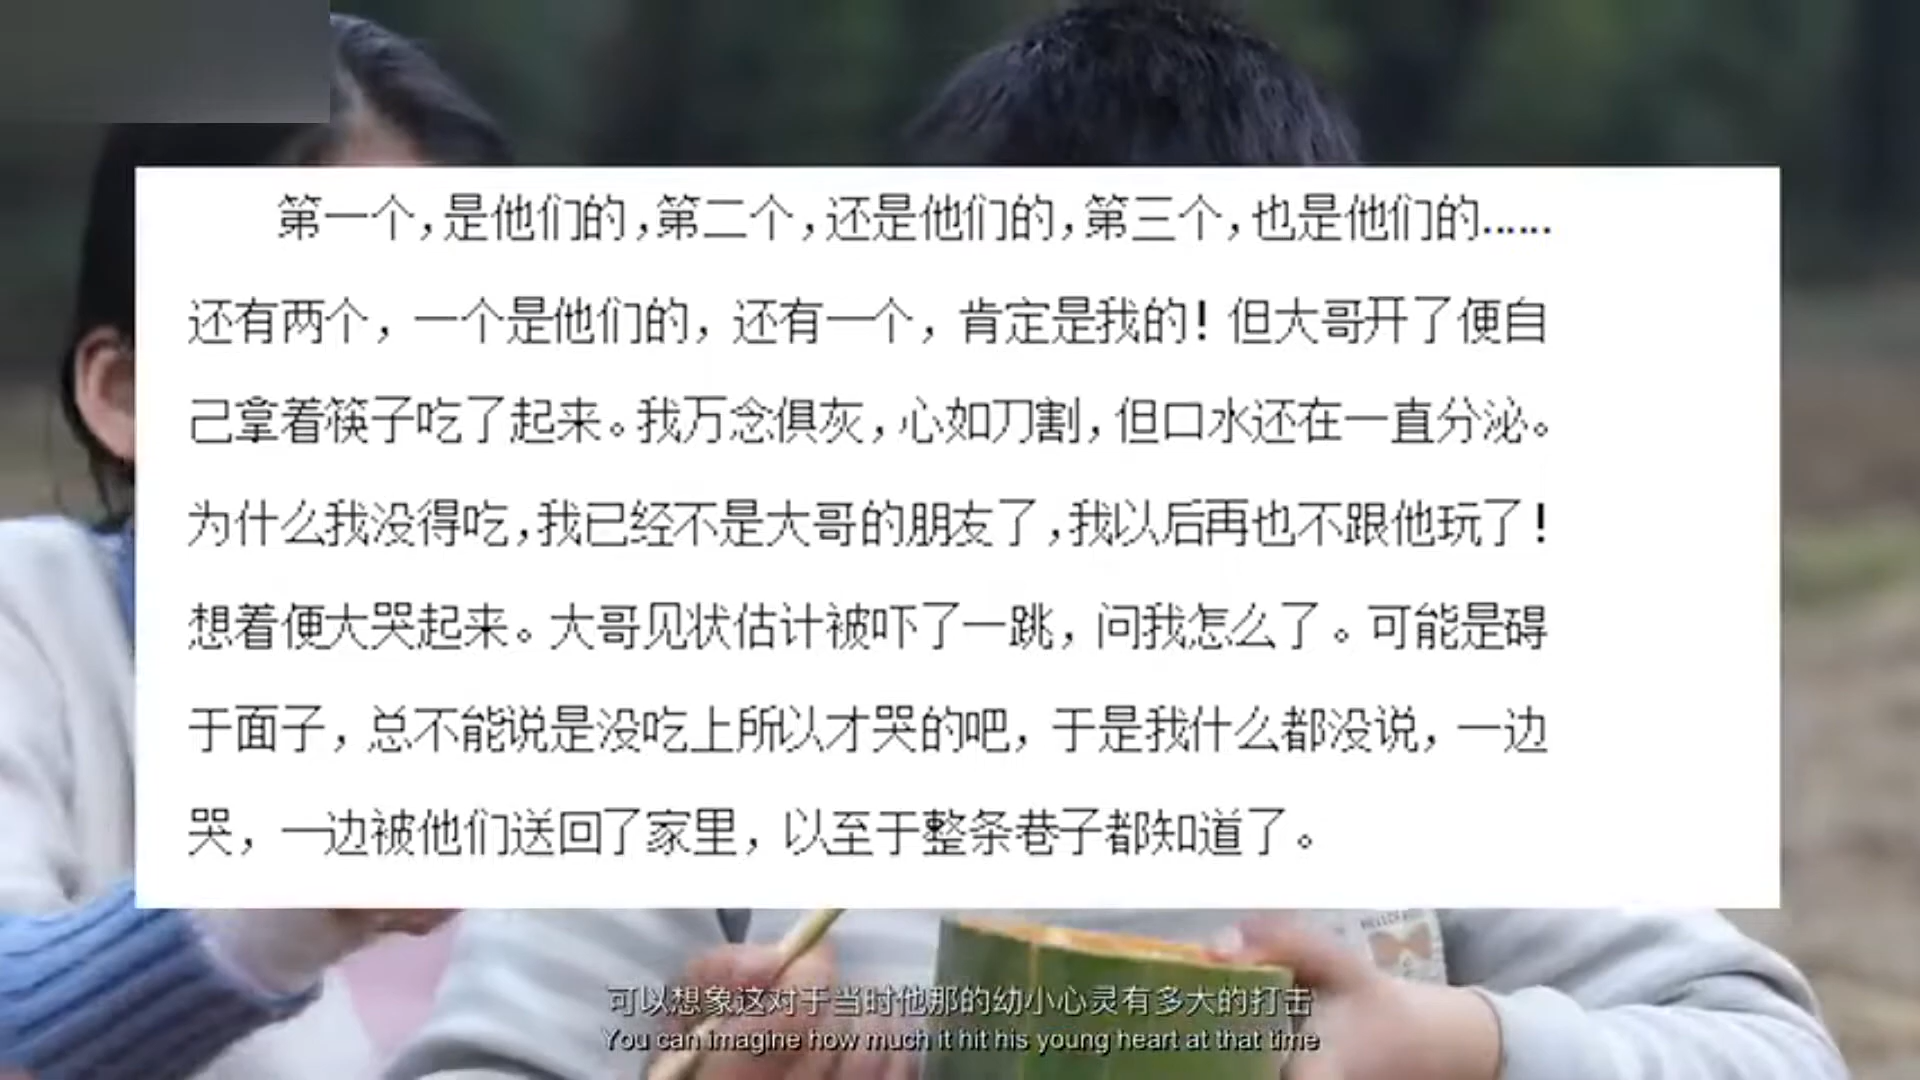 第一个，是他们的，第二个，还是他们的，第三个，也是他们的……
还有两个，一个是他们的，还有一个，肯定是我的！但大哥开了便自
己拿着筷子吃了起来。我万念俱灰，心如刀割，但口水还在一直分泌。
为什么我没得吃，我已经不是大哥的朋友了，我以后再也不跟他玩了！
想着便大哭起来。大哥见状估计被吓了一跳，问我怎么了。可能是碍
于面子，总不能说是没吃上所以才哭的吧，于是我什么都没说，一边
哭，一边被他们送回了家里，以至于整条巷子都知道了。
可以想象这对于当时他那的幼小心灵有多大的打击
You can imagine how much it hit his young heart at that time